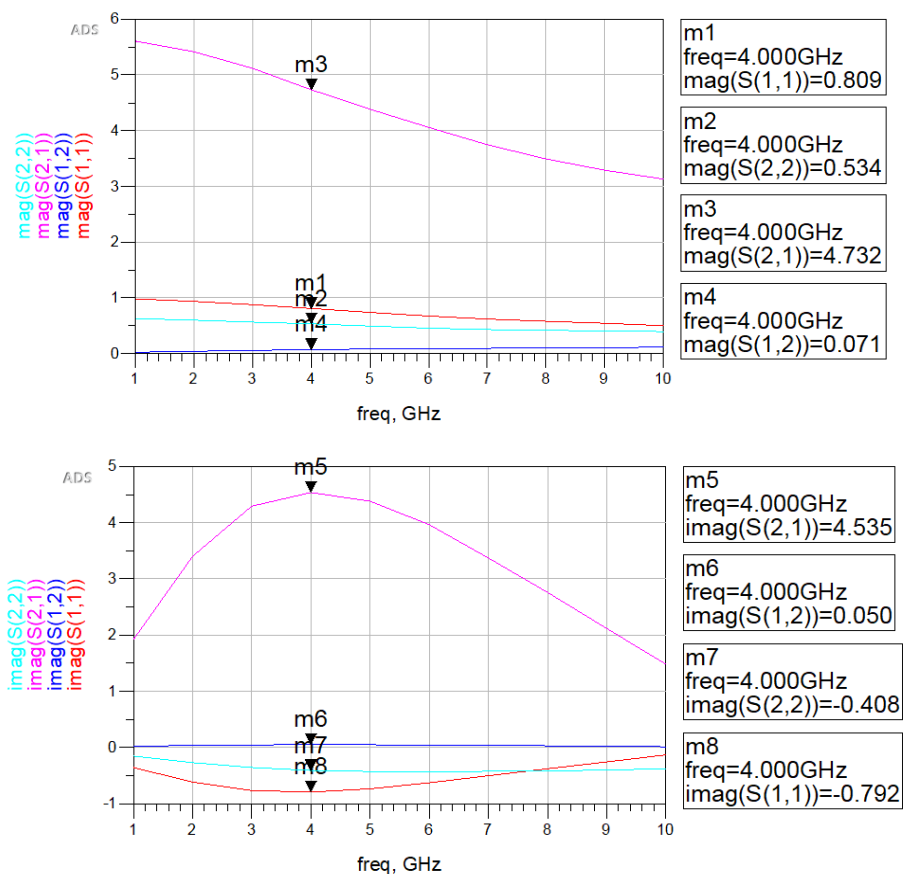 ADS
mag(S(2,2))
mag(S(2,1))
mag(S(1,2))
mag(S(1,1))
6
5
4
3
2
1
0
m3
m1
m2
m4
1 2 3 4 5 6 7 8 9 10
freq, GHz
m1
freq=4.000GHz
mag(S(1,1))=0.809
m2
freq=4.000GHz
mag(S(2,2))=0.534
m3
freq=4.000GHz
mag(S(2,1))=4.732
m4
freq=4.000GHz
mag(S(1,2))=0.071
ADS
imag(S(2,2))
imag(S(2,1))
imag(S(1,2))
imag(S(1,1))
5
4
3
2
1
0
-1
m5
m6
m7
m8
1 2 3 4 5 6 7 8 9 10
freq, GHz
m5
freq=4.000GHz
imag(S(2,1))=4.535
m6
freq=4.000GHz
imag(S(1,2))=0.050
m7
freq=4.000GHz
imag(S(2,2))=-0.408
m8
freq=4.000GHz
imag(S(1,1))=-0.792